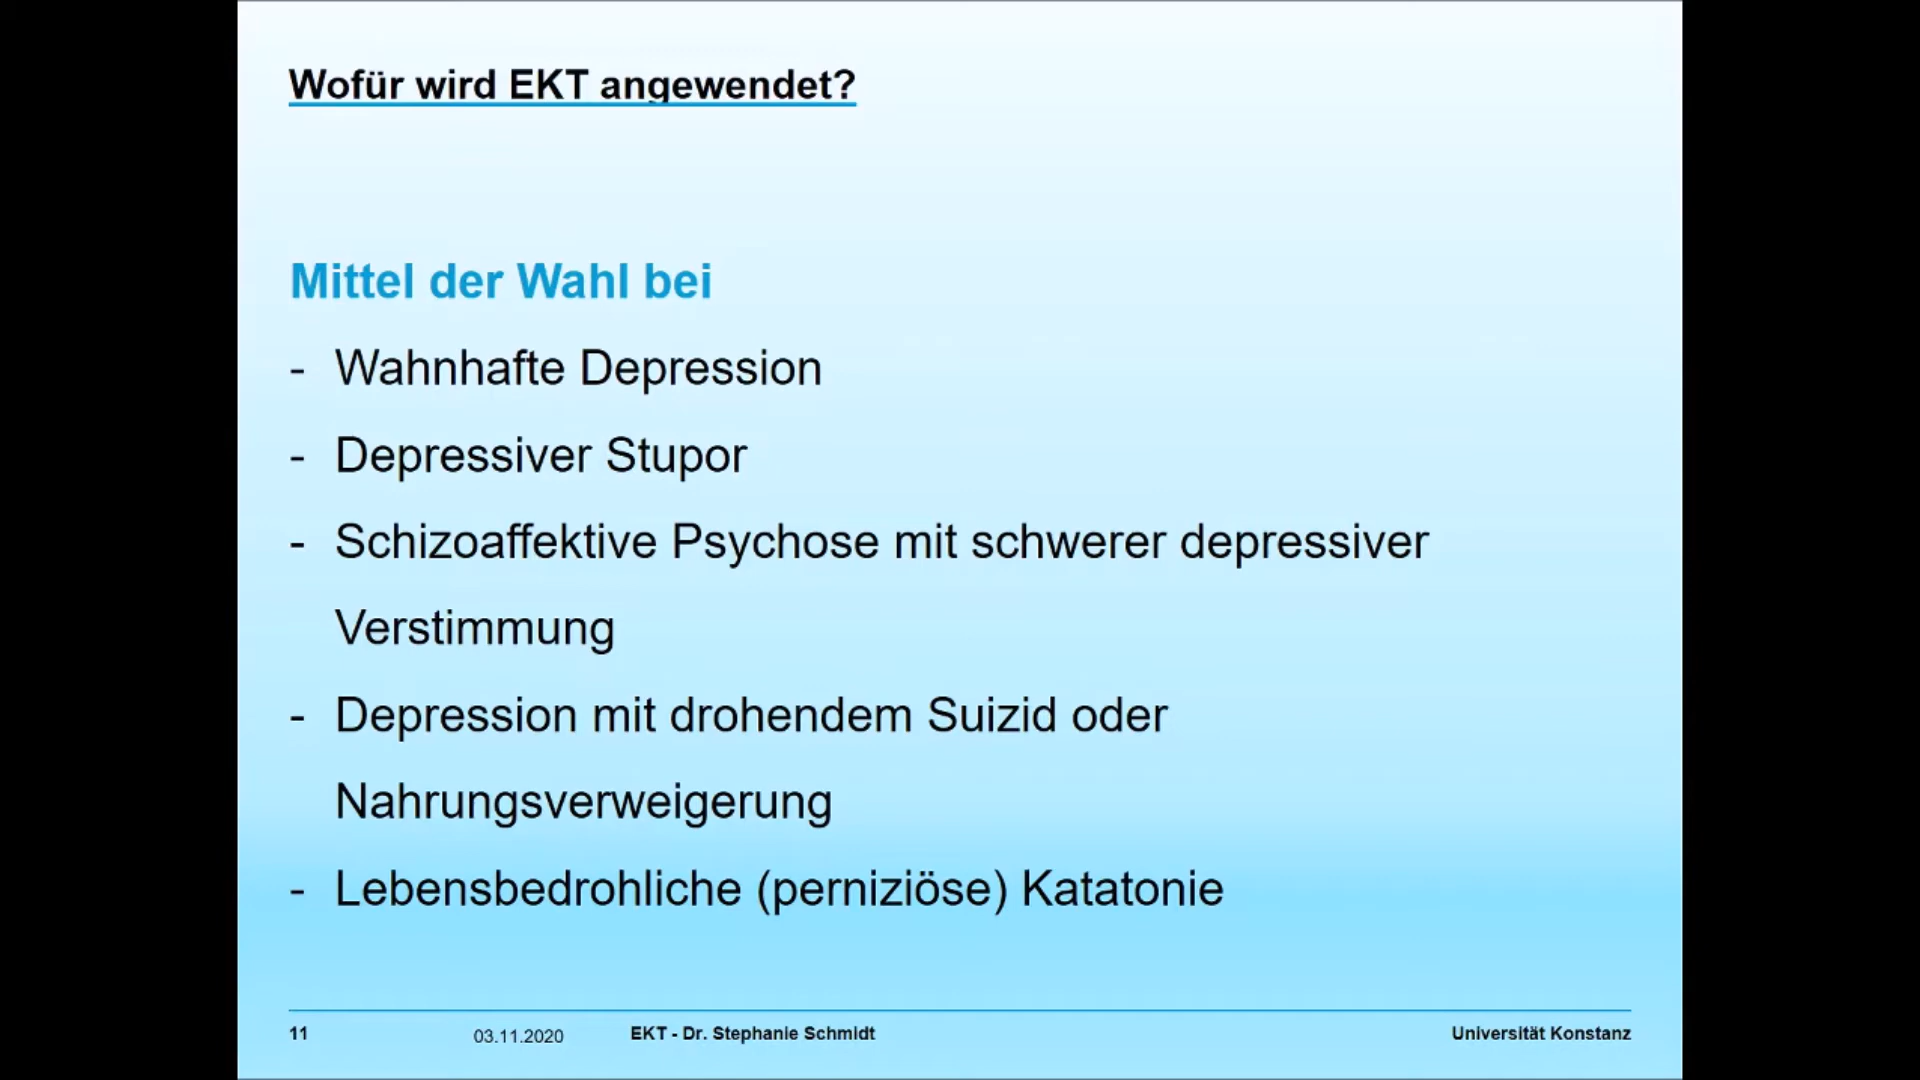 Wofür wird EKT angewendet?
Mittel der Wahl bei
- Wahnhafte Depression
- Depressiver Stupor
- Schizoaffektive Psychose mit schwerer depressiver
Verstimmung
- Depression mit drohendem Suizid oder
Nahrungsverweigerung
- Lebensbedrohliche (perniziöse) Katatonie
11 03.11.2020 EKT - Dr. Stephanie Schmidt Universität Konstanz